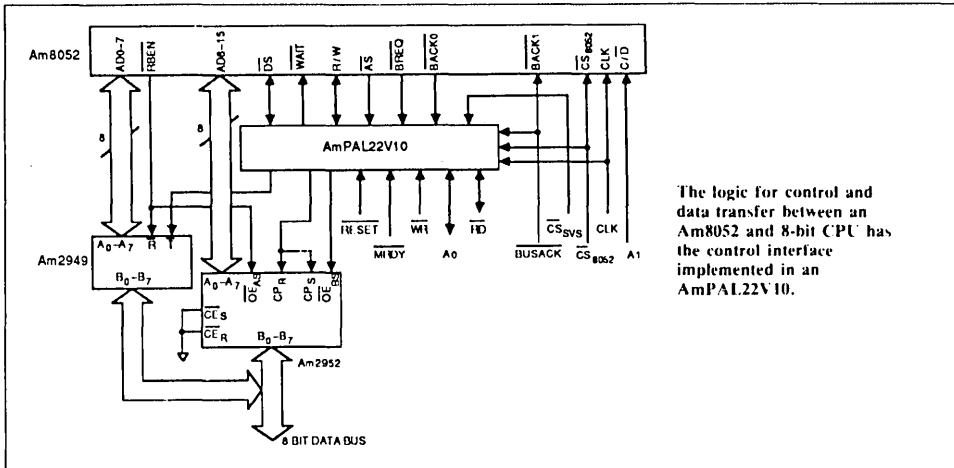 Am8052
AD0-7
RBEN
AD8-15
DS
WAIT
R/W
AS
BREQ
BACK0
BACK1
CS8052
CLK
C/D
8
AmPAL22V10
RESET
MRDY
WR
A0
RD
BUSACK
CSSVS
CS8052
CLK
A1
Am2949
A0-A7 R T
B0-B7
A0-A7 OEAS CPR CPS OEBS
CES
CER
B0-B7
Am2952
8 BIT DATA BUS
The logic for control and
data transfer between an
Am8052 and 8-bit CPU has
the control interface
implemented in an
AmPAL22V10.